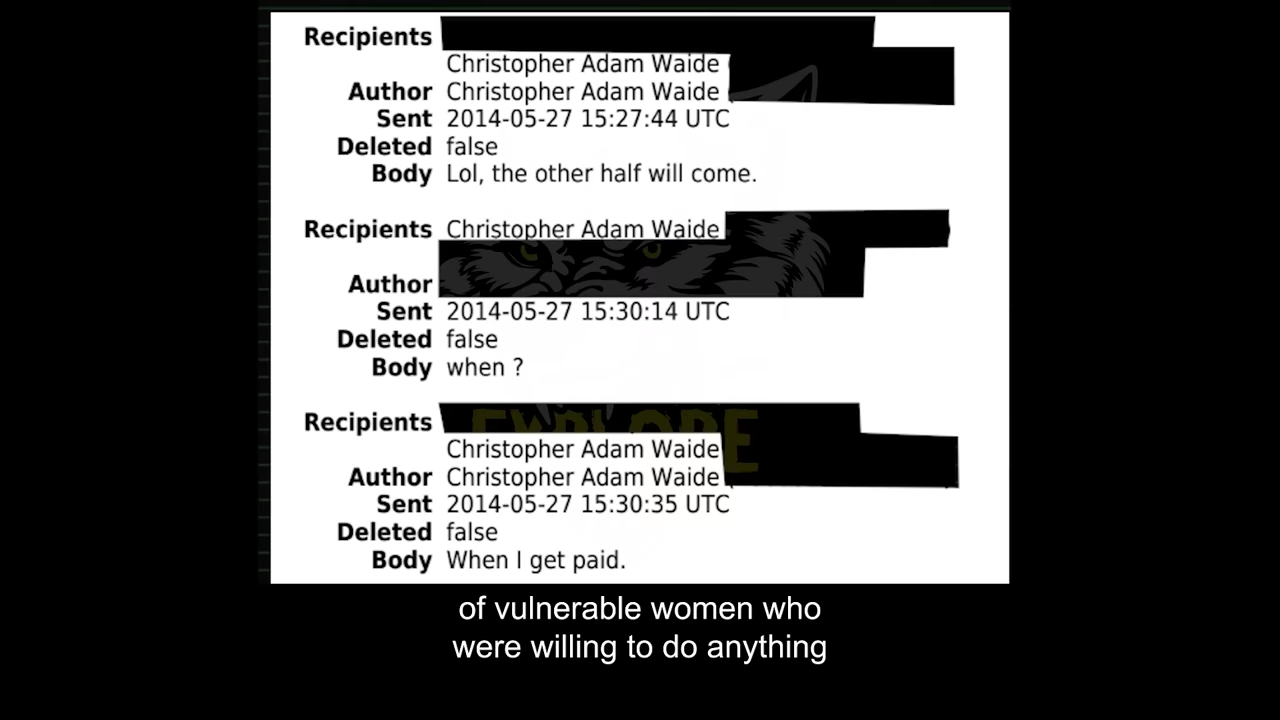 Recipients
Christopher Adam Waide
Author Christopher Adam Waide
Sent 2014-05-27 15:27:44 UTC
Deleted false
Body Lol, the other half will come.
Recipients Christopher Adam Waide
Author
Sent 2014-05-27 15:30:14 UTC
Deleted false
Body when ?
Recipients
EXPLORE
Christopher Adam Waide
Author Christopher Adam Waide
Sent 2014-05-27 15:30:35 UTC
Deleted false
Body When I get paid.
of vulnerable women who
were willing to do anything